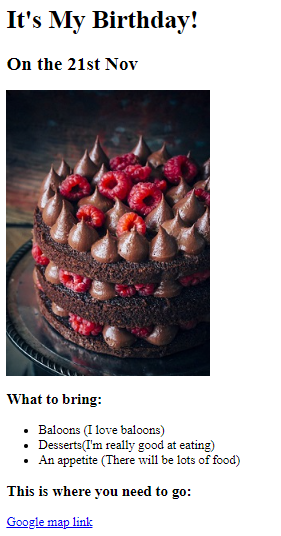 It's My Birthday!
On the 21st Nov
What to bring:
Baloons (I love baloons)
Desserts(I'm really good at eating)
An appetite (There will be lots of food)
This is where you need to go:
Google map link